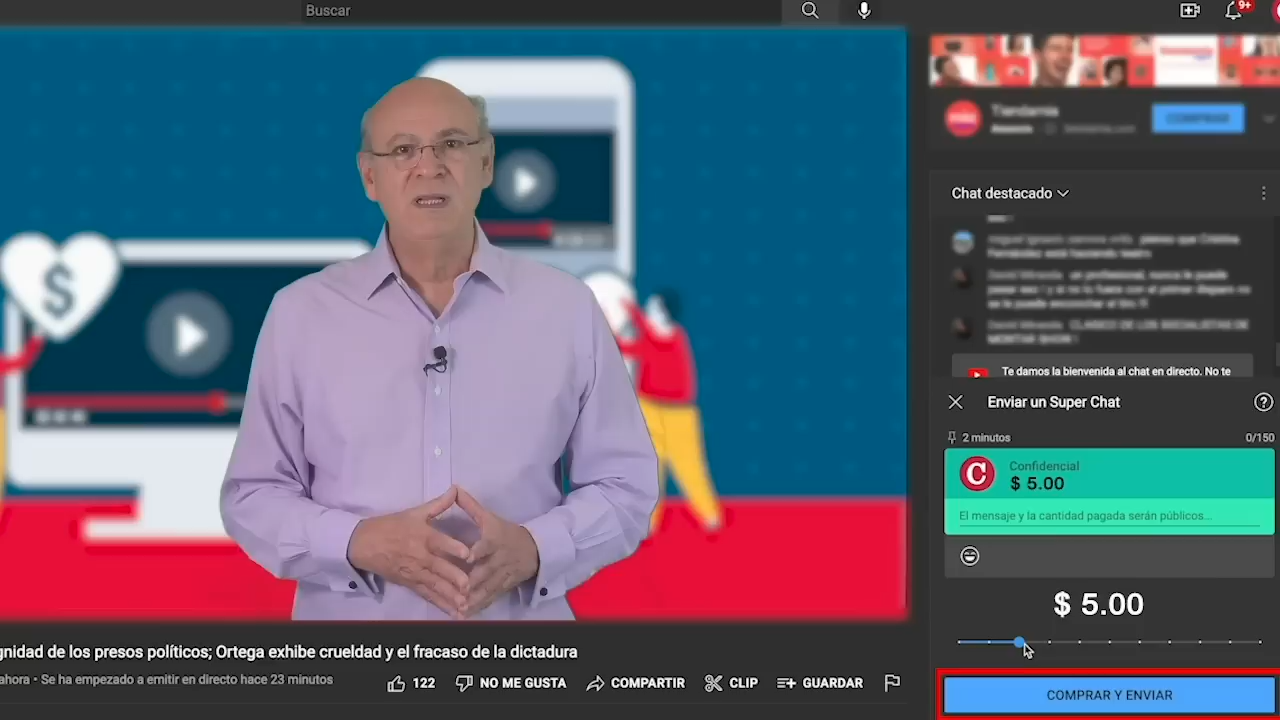 Buscar
9+
Tiendamia
COMPRAR
Chat destacado
Te damos la bienvenida al chat en directo. No te
Enviar un Super Chat
2 minutos
0/150
C
Confidencial
$ 5.00
El mensaje y la cantidad pagada serán públicos...
$ 5.00
COMPRAR Y ENVIAR
$
gnidad de los presos políticos; Ortega exhibe crueldad y el fracaso de la dictadura
ahora • Se ha empezado a emitir en directo hace 23 minutos
122
NO ME GUSTA
COMPARTIR
CLIP
GUARDAR